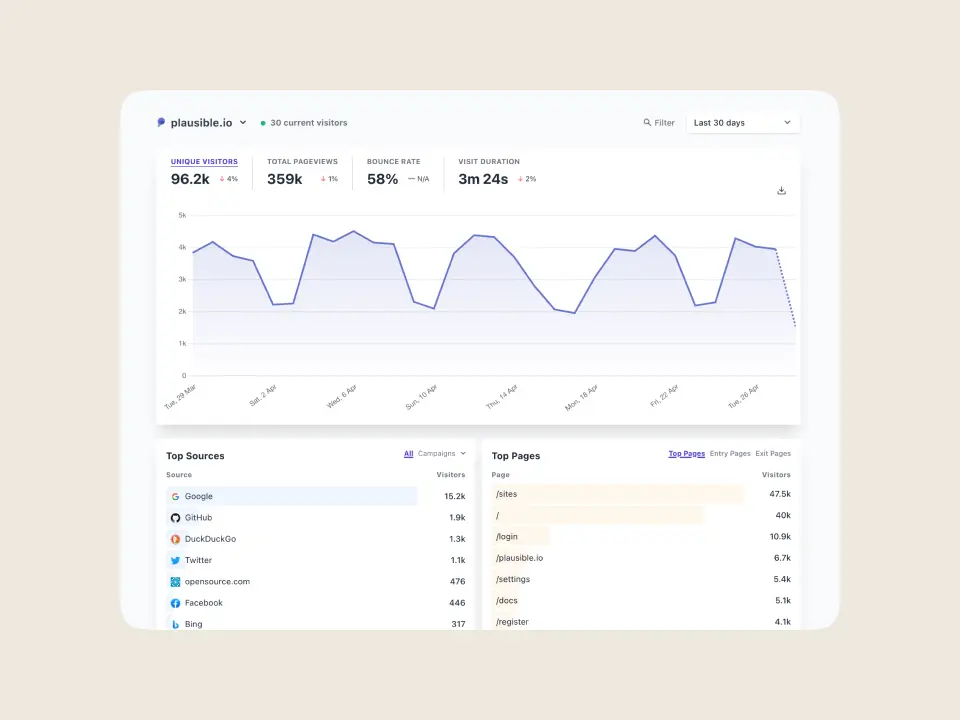 plausible.io 30 current visitors Filter Last 30 days
UNIQUE VISITORS TOTAL PAGEVIEWS BOUNCE RATE VISIT DURATION
96.2k ↓ 4% 359k ↓ 1% 58% 〰 N/A 3m 24s ↓ 2%
5k
4k
3k
2k
1k
0
Tue, 29 Mar Sat, 2 Apr Wed, 6 Apr Sun, 10 Apr Thu, 14 Apr Mon, 18 Apr Fri, 22 Apr Tue, 26 Apr
Top Sources All Campaigns
Source Visitors
Google 15.2k
GitHub 1.9k
DuckDuckGo 1.3k
Twitter 1.1k
opensource.com 476
Facebook 446
Bing 317
Top Pages Top Pages Entry Pages Exit Pages
Page Visitors
/sites 47.5k
/ 40k
/login 10.9k
/plausible.io 6.7k
/settings 5.4k
/docs 5.1k
/register 4.1k